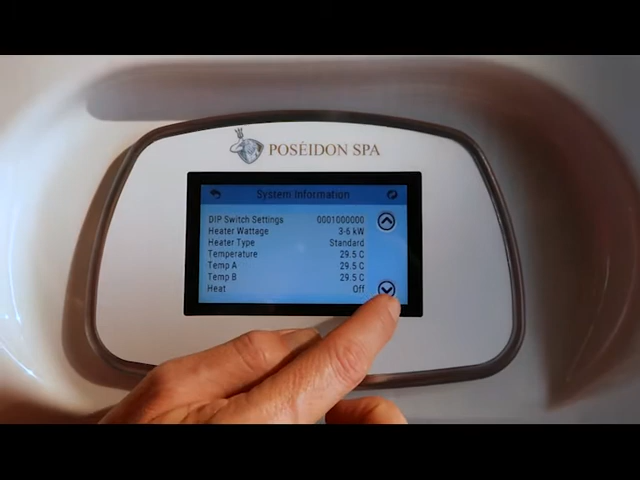 POSÊIDON SPA
System Information
DIP Switch Settings 0001000000
Heater Wattage 3-6 kW
Heater Type Standard
Temperature 29.5 C
Temp A 29.5 C
Temp B 29.5 C
Heat Off